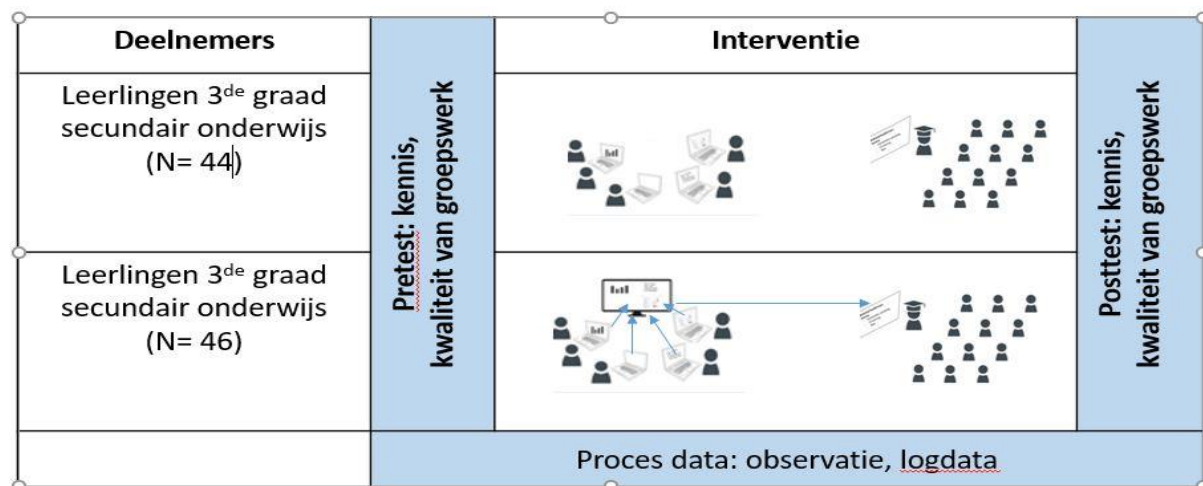 Deelnemers
Interventie
Leerlingen 3de graad
secundair onderwijs
(N= 44)
Pretest: kennis,
kwaliteit van groepswerk
Posttest: kennis,
kwaliteit van groepswerk
Leerlingen 3de graad
secundair onderwijs
(N= 46)
Proces data: observatie, logdata